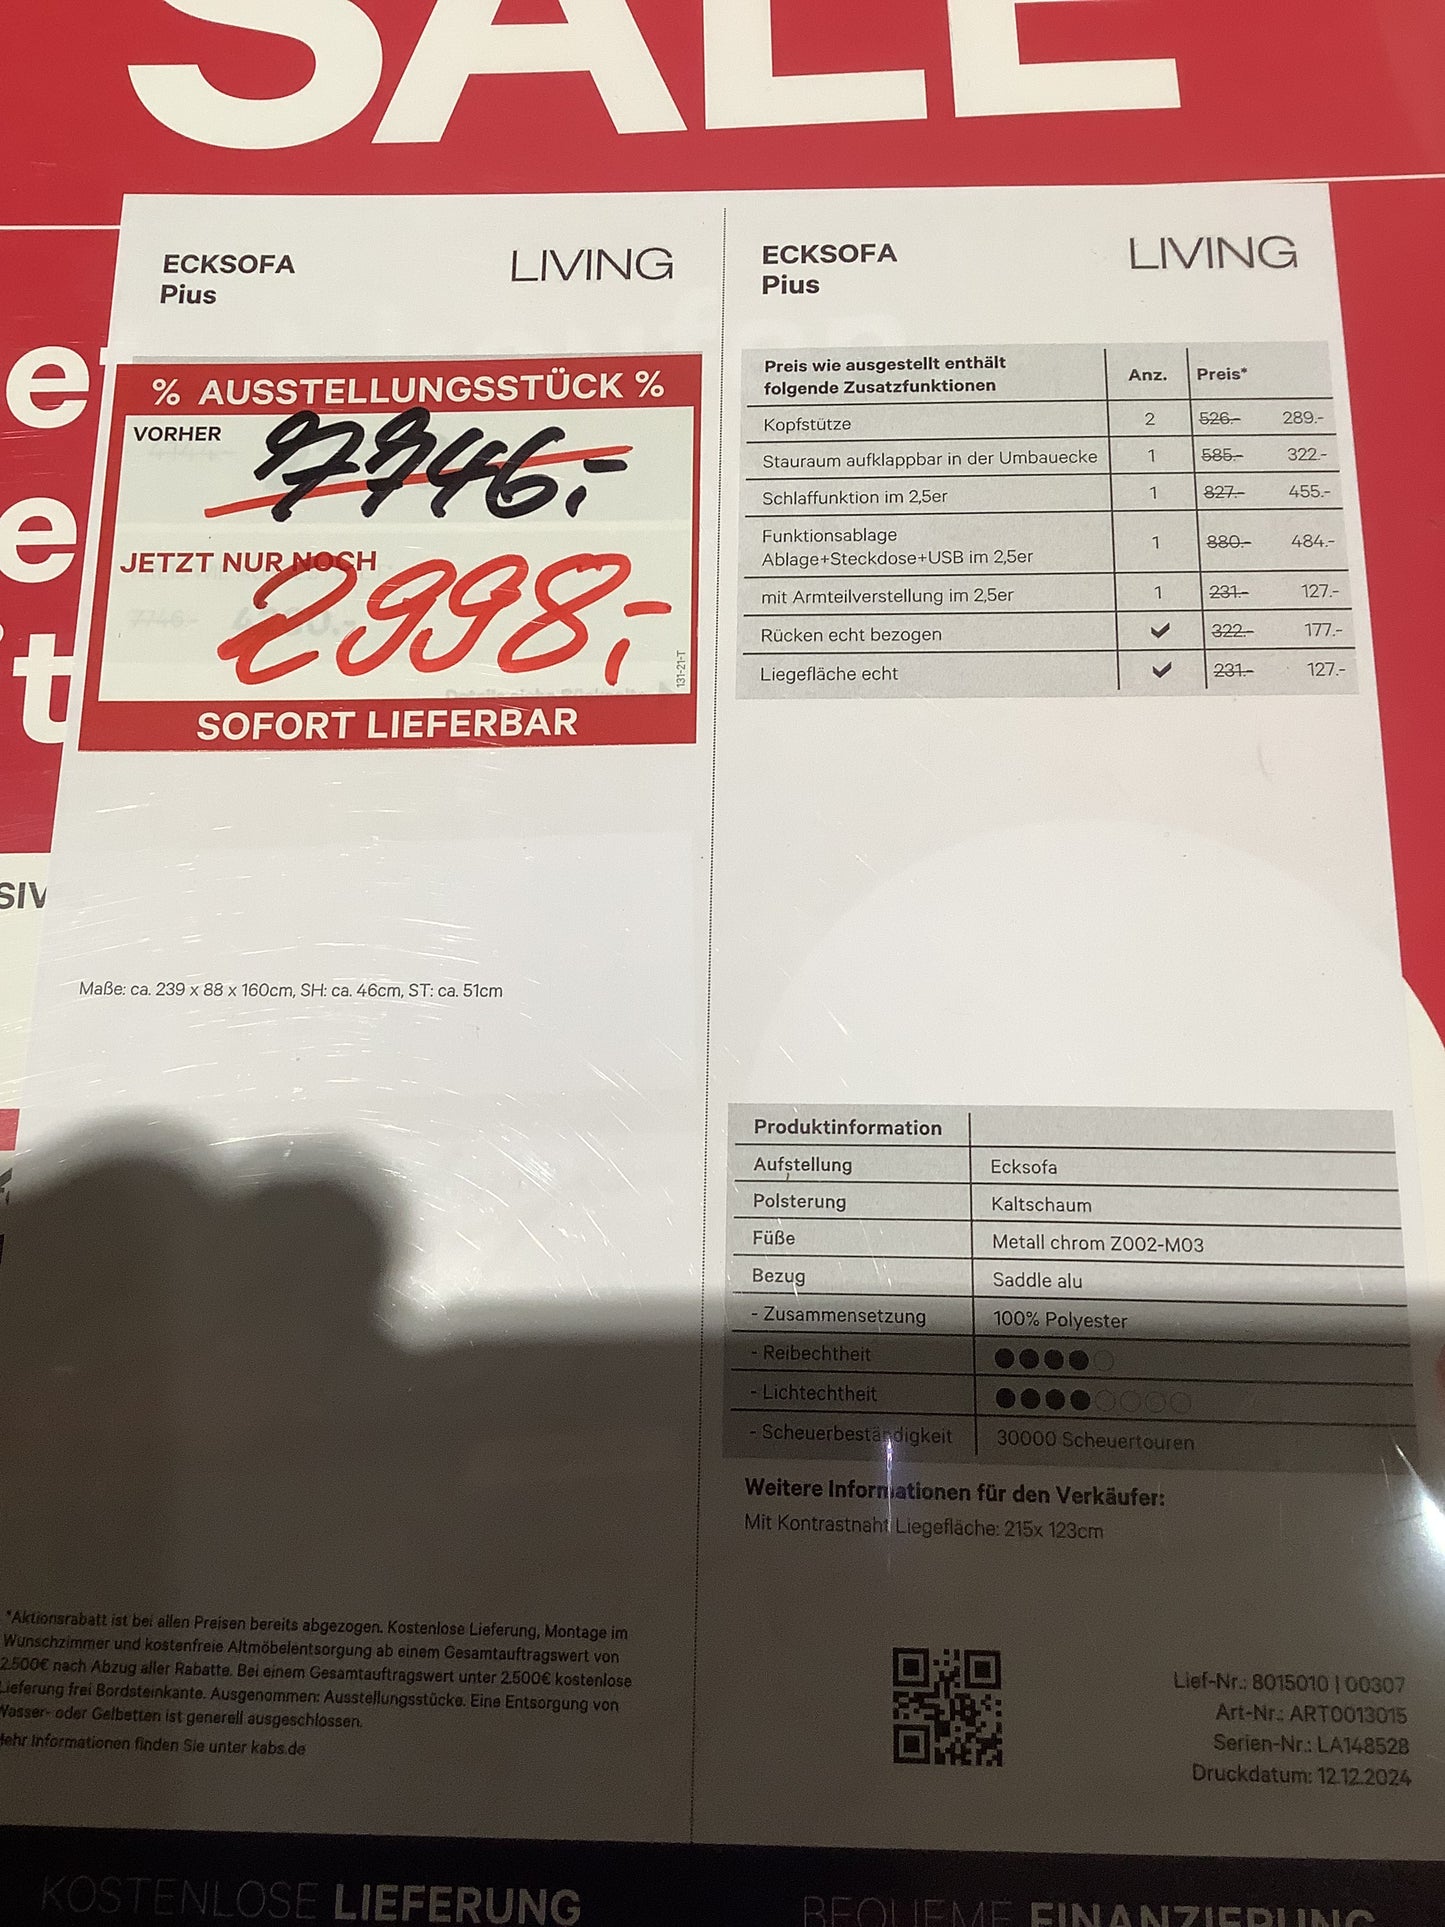 SALE
ECKSOFA
Pius
LIVING
% AUSSTELLUNGSSTÜCK %
VORHER
7746.-
JETZT NUR NOCH
2998,-
131-21-T
SOFORT LIEFERBAR
Maße: ca. 239 x 88 x 160cm, SH: ca. 46cm, ST: ca. 51cm
*Aktionsrabatt ist bei allen Preisen bereits abgezogen. Kostenlose Lieferung, Montage im
Wunschzimmer und kostenfreie Altmöbelentsorgung ab einem Gesamtauftragswert von
2.500€ nach Abzug aller Rabatte. Bei einem Gesamtauftragswert unter 2.500€ kostenlose
Lieferung frei Bordsteinkante. Ausgenommen: Ausstellungsstücke. Eine Entsorgung von
Wasser- oder Gelbetten ist generell ausgeschlossen.
Mehr Informationen finden Sie unter kabs.de
ECKSOFA
Pius
LIVING
Preis wie ausgestellt enthält
folgende Zusatzfunktionen
Anz. Preis*
Kopfstütze 2 526.- 289.-
Stauraum aufklappbar in der Umbauecke 1 585.- 322.-
Schlaffunktion im 2,5er 1 827.- 455.-
Funktionsablage
Ablage+Steckdose+USB im 2,5er 1 880.- 484.-
mit Armteilverstellung im 2,5er 1 231.- 127.-
Rücken echt bezogen ✓ 322.- 177.-
Liegefläche echt ✓ 231.- 127.-
Produktinformation
Aufstellung Ecksofa
Polsterung Kaltschaum
Füße Metall chrom Z002-M03
Bezug Saddle alu
- Zusammensetzung 100% Polyester
- Reibechtheit
- Lichtechtheit
- Scheuerbeständigkeit 30000 Scheuertouren
Weitere Informationen für den Verkäufer:
Mit Kontrastnaht Liegefläche: 215x 123cm
Lief-Nr.: 8015010 | 00307
Art-Nr.: ART0013015
Serien-Nr.: LA148528
Druckdatum: 12.12.2024
KOSTENLOSE LIEFERUNG
BEQUEME FINANZIERUNG